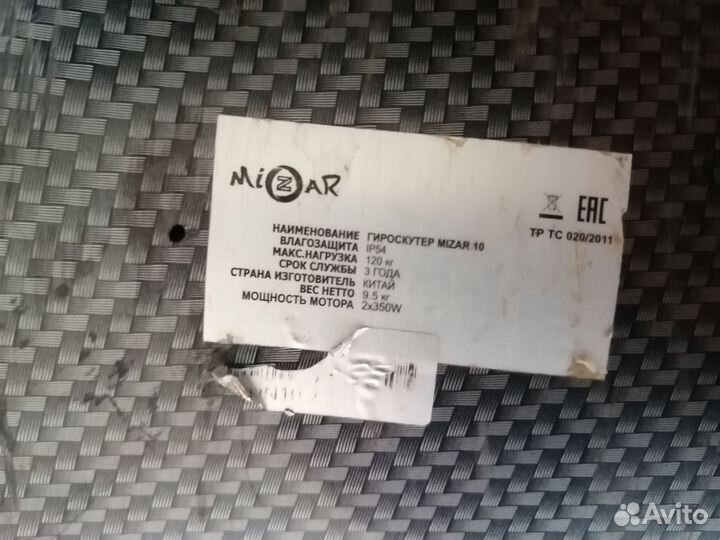 MiZAR
EAC
ТР ТС 020/2011
НАИМЕНОВАНИЕ ГИРОСКУТЕР MIZAR 10
ВЛАГОЗАЩИТА IP54
МАКС.НАГРУЗКА 120 кг
СРОК СЛУЖБЫ 3 ГОДА
СТРАНА ИЗГОТОВИТЕЛЬ КИТАЙ
ВЕС НЕТТО 9.5 кг
МОЩНОСТЬ МОТОРА 2x350W
Avito